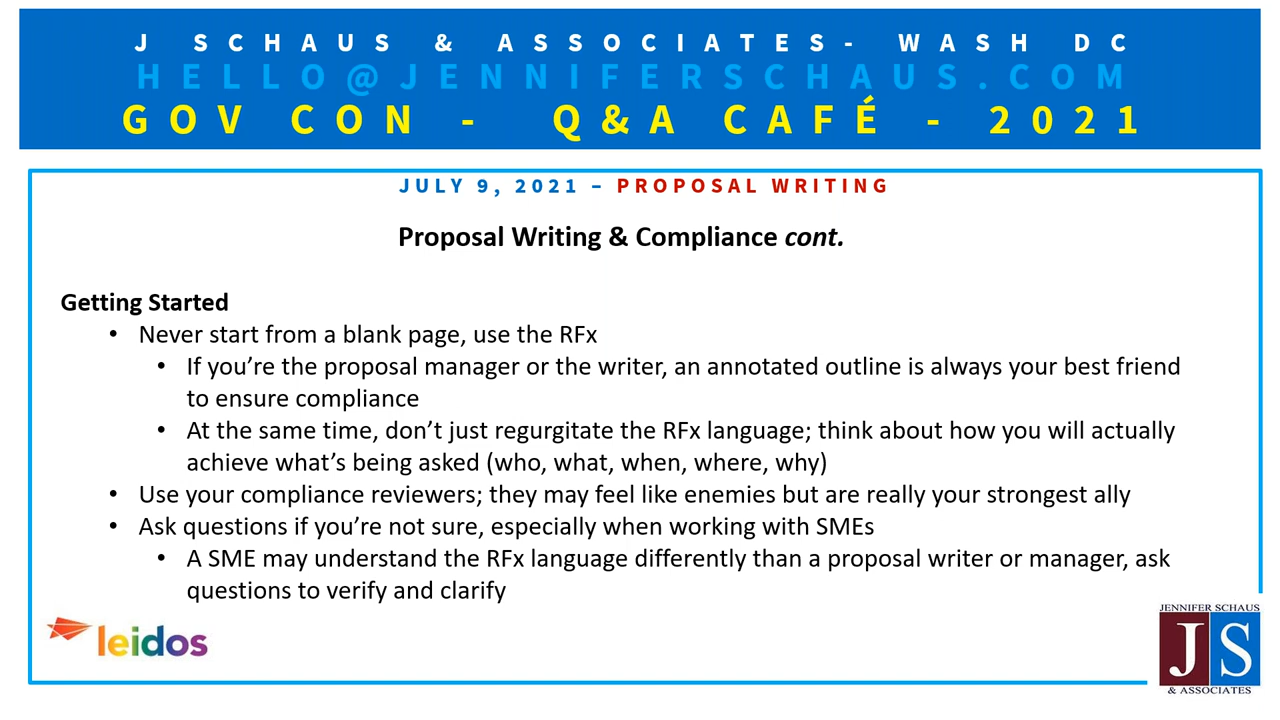 J SCHAUS & ASSOCIATES- WASH DC
HELLO@JENNIFERSCHAUS.COM
GOV CON - Q&A CAFÉ - 2021
JULY 9, 2021 – PROPOSAL WRITING
Proposal Writing & Compliance cont.
Getting Started
• Never start from a blank page, use the RFx
• If you’re the proposal manager or the writer, an annotated outline is always your best friend
to ensure compliance
• At the same time, don’t just regurgitate the RFx language; think about how you will actually
achieve what’s being asked (who, what, when, where, why)
• Use your compliance reviewers; they may feel like enemies but are really your strongest ally
• Ask questions if you’re not sure, especially when working with SMEs
• A SME may understand the RFx language differently than a proposal writer or manager, ask
questions to verify and clarify
leidos
JENNIFER SCHAUS
JS
& ASSOCIATES